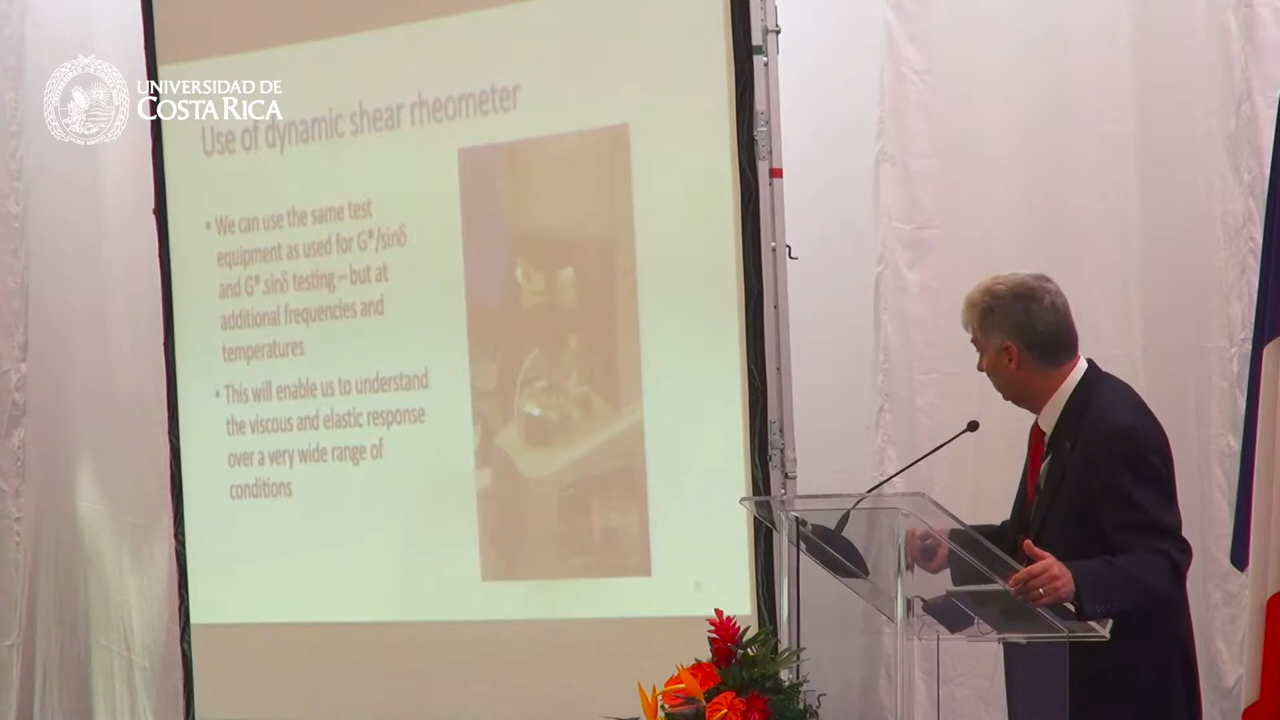 UNIVERSIDAD DE
COSTA RICA
Use of dynamic shear rheometer
• We can use the same test
equipment as used for G*/sinδ
and G*.sinδ testing – but at
additional frequencies and
temperatures
• This will enable us to understand
the viscous and elastic response
over a very wide range of
conditions